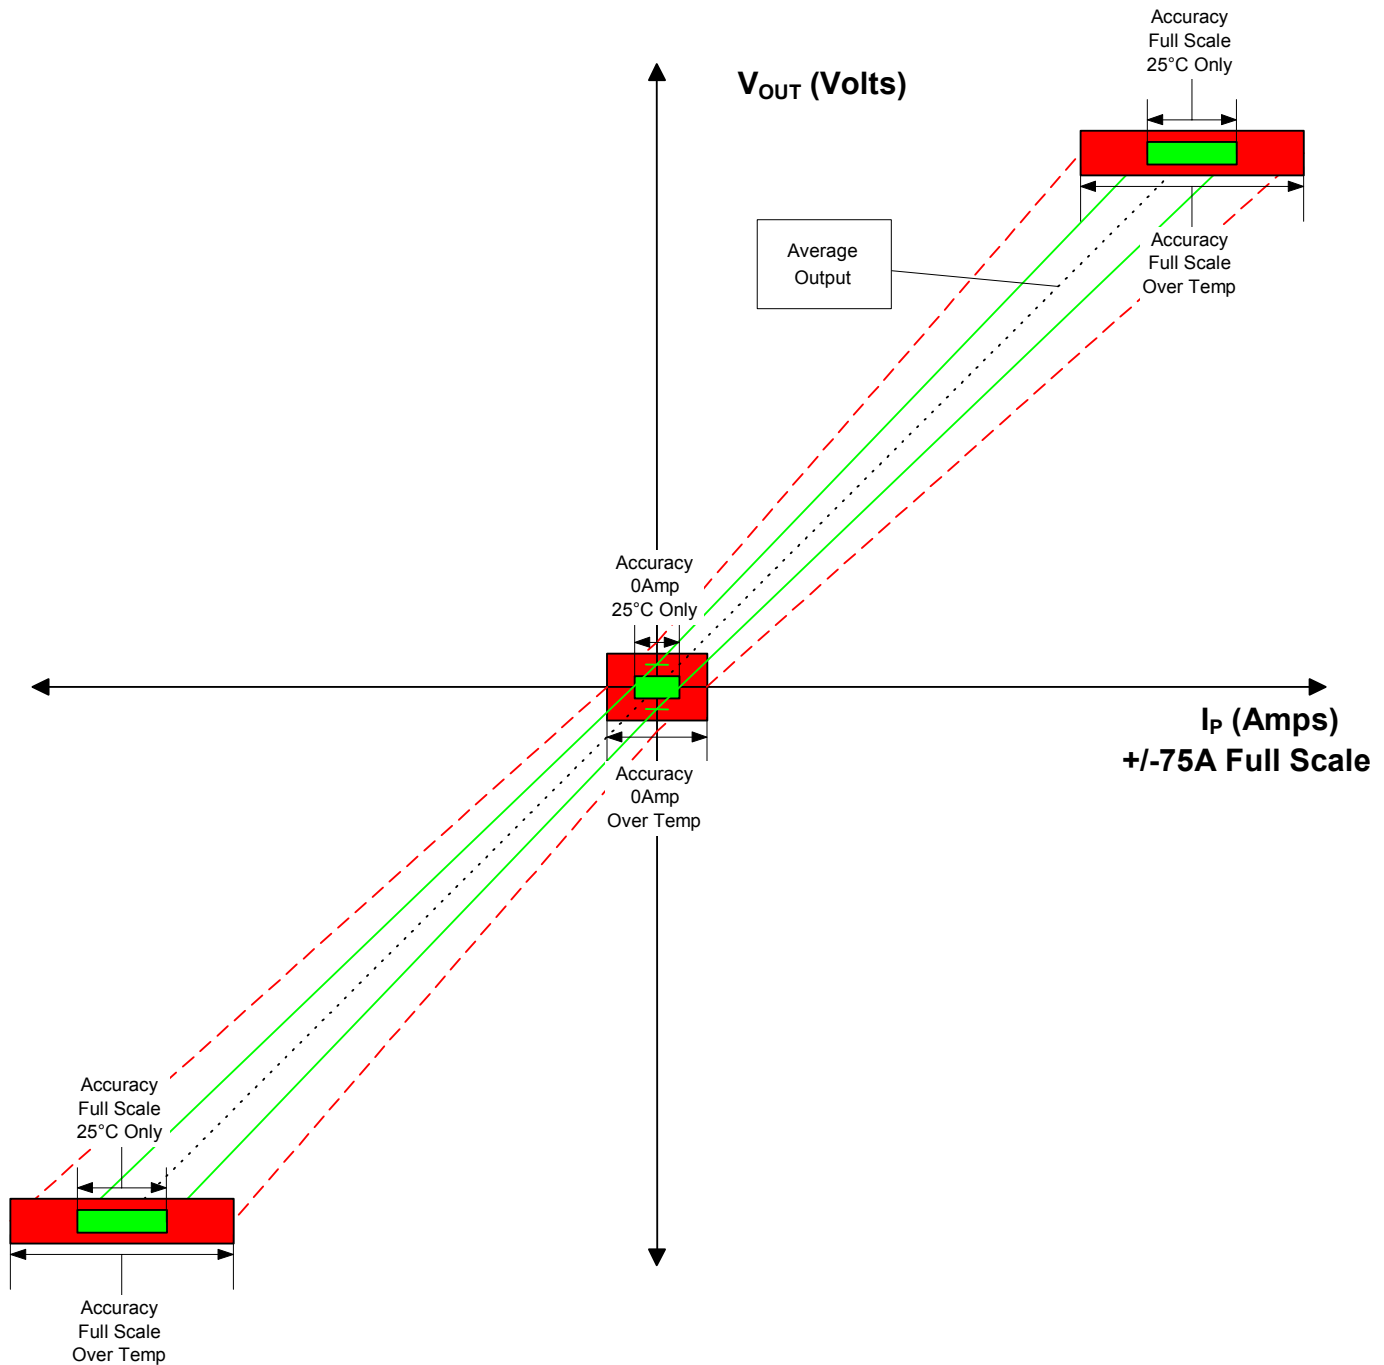 Accuracy
Full Scale
25°C Only
VOUT (Volts)
Average
Output
Accuracy
Full Scale
Over Temp
Accuracy
0Amp
25°C Only
IP (Amps)
+/-75A Full Scale
Accuracy
0Amp
Over Temp
Accuracy
Full Scale
25°C Only
Accuracy
Full Scale
Over Temp